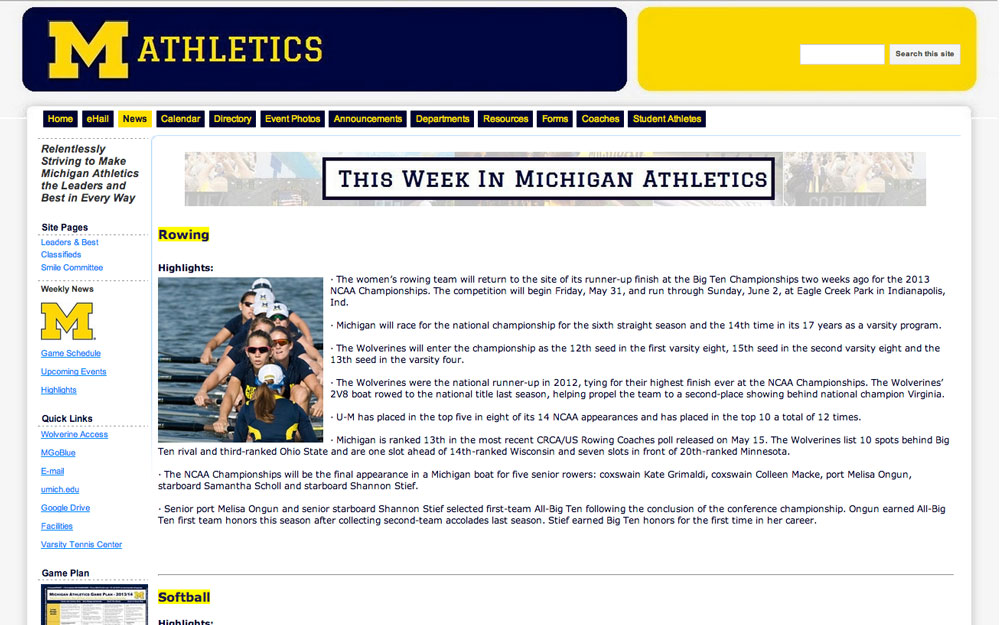 M ATHLETICS
Search this site
Home eHail News Calendar Directory Event Photos Announcements Departments Resources Forms Coaches Student Athletes
Relentlessly
Striving to Make
Michigan Athletics
the Leaders and
Best in Every Way
Site Pages
Leaders & Best
Classifieds
Smile Committee
Weekly News
M
Game Schedule
Upcoming Events
Highlights
Quick Links
Wolverine Access
MGoBlue
E-mail
umich.edu
Google Drive
Facilities
Varsity Tennis Center
Game Plan
MICHIGAN ATHLETICS GAME PLAN - 2013/14
THIS WEEK IN MICHIGAN ATHLETICS
Rowing
Highlights:
· The women's rowing team will return to the site of its runner-up finish at the Big Ten Championships two weeks ago for the 2013
NCAA Championships. The competition will begin Friday, May 31, and run through Sunday, June 2, at Eagle Creek Park in Indianapolis,
Ind.
· Michigan will race for the national championship for the sixth straight season and the 14th time in its 17 years as a varsity program.
· The Wolverines will enter the championship as the 12th seed in the first varsity eight, 15th seed in the second varsity eight and the
13th seed in the varsity four.
· The Wolverines were the national runner-up in 2012, tying for their highest finish ever at the NCAA Championships. The Wolverines'
2V8 boat rowed to the national title last season, helping propel the team to a second-place showing behind national champion Virginia.
· U-M has placed in the top five in eight of its 14 NCAA appearances and has placed in the top 10 a total of 12 times.
· Michigan is ranked 13th in the most recent CRCA/US Rowing Coaches poll released on May 15. The Wolverines list 10 spots behind Big
Ten rival and third-ranked Ohio State and are one slot ahead of 14th-ranked Wisconsin and seven slots in front of 20th-ranked Minnesota.
· The NCAA Championships will be the final appearance in a Michigan boat for five senior rowers: coxswain Kate Grimaldi, coxswain Colleen Macke, port Melisa Ongun,
starboard Samantha Scholl and starboard Shannon Stief.
· Senior port Melisa Ongun and senior starboard Shannon Stief selected first-team All-Big Ten following the conclusion of the conference championship. Ongun earned All-Big
Ten first team honors this season after collecting second-team accolades last season. Stief earned Big Ten honors for the first time in her career.
Softball
Highlights: